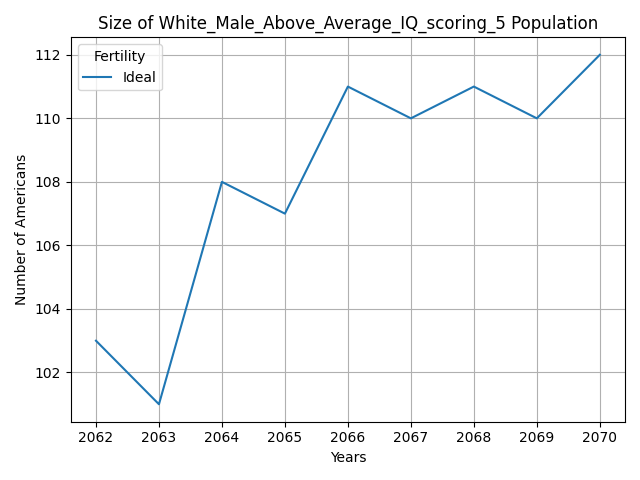 Size of White_Male_Above_Average_IQ_scoring_5 Population
Fertility
Ideal
112
110
108
106
104
102
Number of Americans
2062 2063 2064 2065 2066 2067 2068 2069 2070
Years